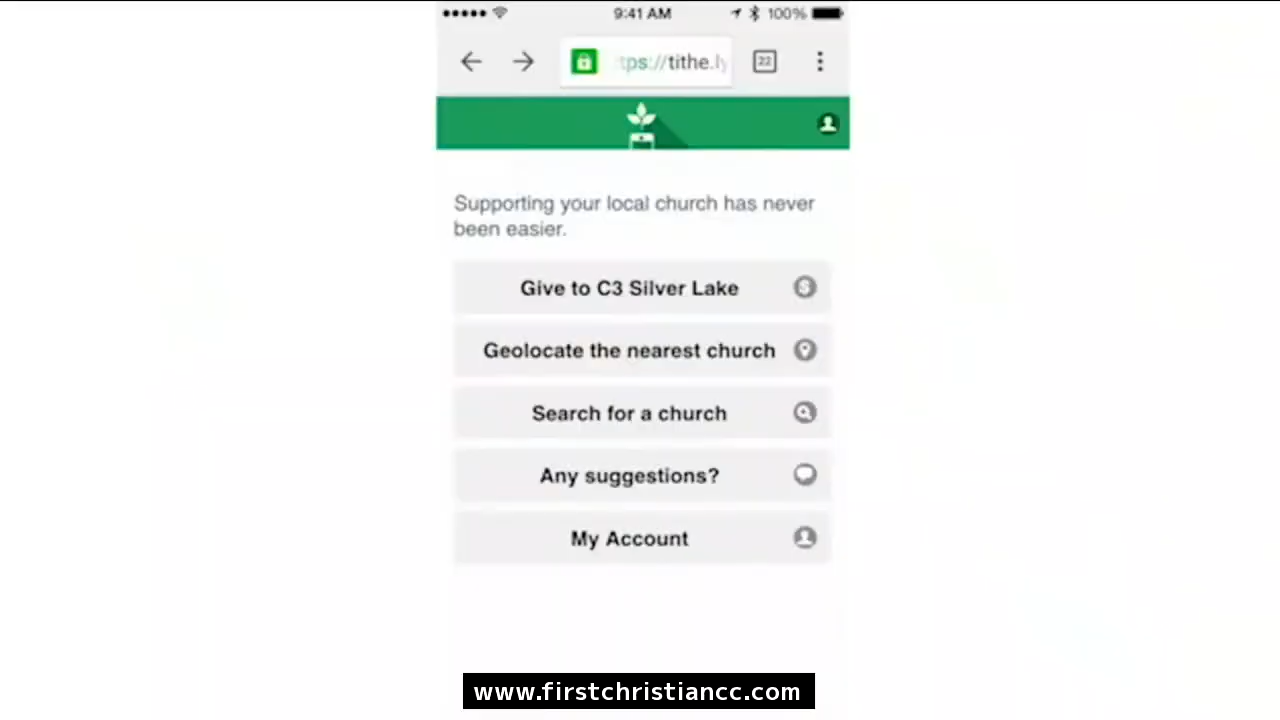 9:41 AM
100%
tps://tithe.ly
22
Supporting your local church has never
been easier.
Give to C3 Silver Lake
Geolocate the nearest church
Search for a church
Any suggestions?
My Account
www.firstchristiancc.com